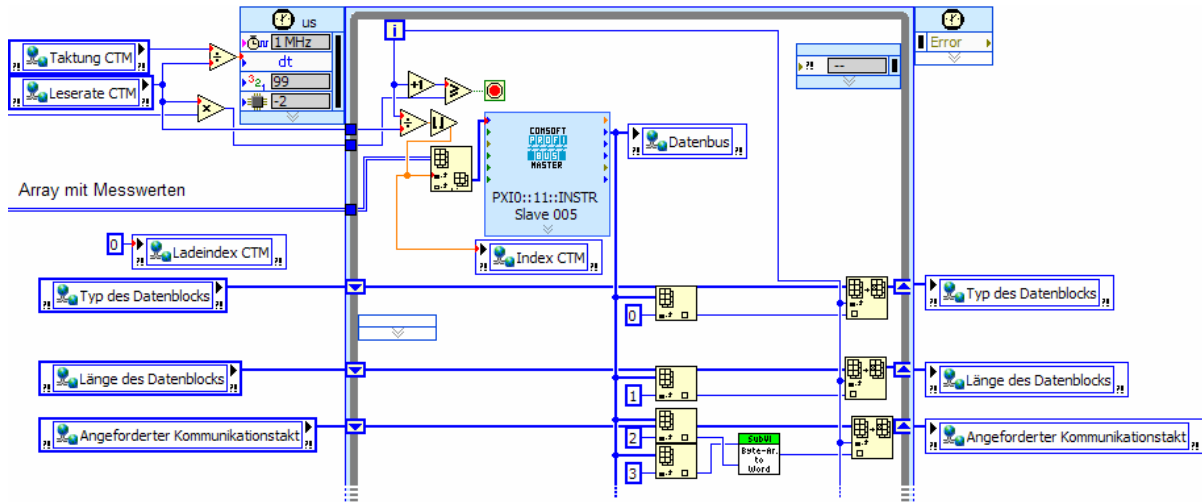 us
1 MHz
Error
Taktung CTM
dt
i
?! --
99
+1
Leserate CTM
-2
COMSOFT
PROFI
BUS
MASTER
Datenbus
Array mit Messwerten
PXI0::11::INSTR
Slave 005
0
Ladeindex CTM
Index CTM
Typ des Datenblocks
0
Typ des Datenblocks
Länge des Datenblocks
1
Länge des Datenblocks
Angeforderter Kommunikationstakt
2
SubVI
Byte-Ar.
to
Word
3
Angeforderter Kommunikationstakt